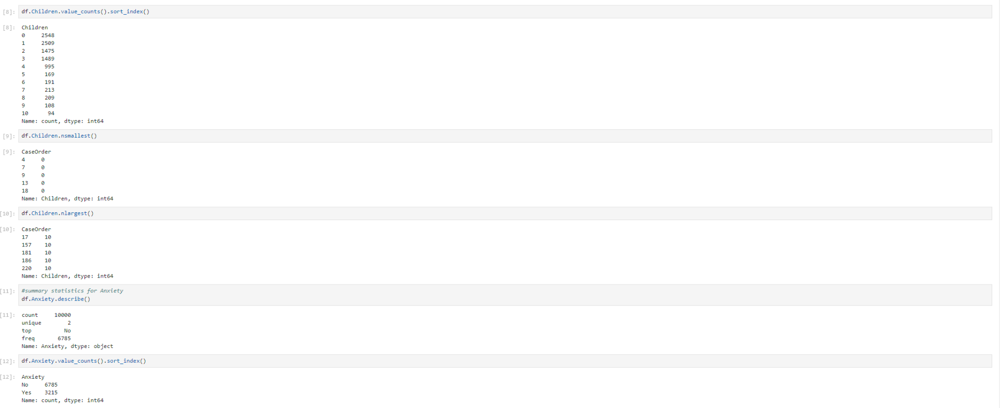 [8]: df.Children.value_counts().sort_index()
[8]: Children
0 2548
1 2509
2 1475
3 1489
4 995
5 169
6 191
7 213
8 209
9 108
10 94
Name: count, dtype: int64
[9]: df.Children.nsmallest()
[9]: CaseOrder
4 0
7 0
9 0
13 0
18 0
Name: Children, dtype: int64
[10]: df.Children.nlargest()
[10]: CaseOrder
17 10
157 10
181 10
186 10
220 10
Name: Children, dtype: int64
[11]: #summary statistics for Anxiety
df.Anxiety.describe()
[11]: count 10000
unique 2
top No
freq 6785
Name: Anxiety, dtype: object
[12]: df.Anxiety.value_counts().sort_index()
[12]: Anxiety
No 6785
Yes 3215
Name: count, dtype: int64